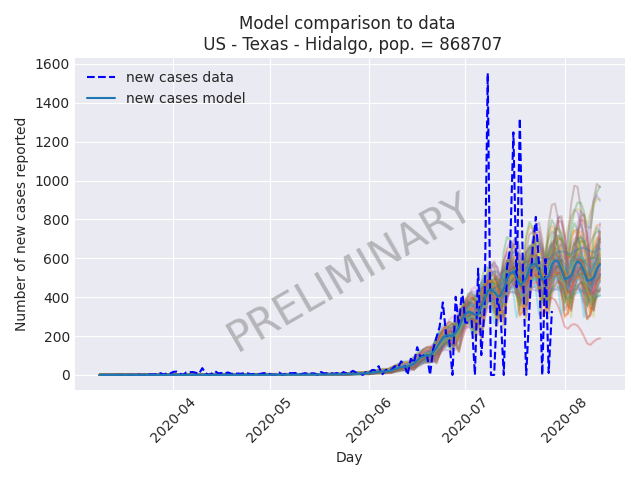 Model comparison to data
US - Texas - Hidalgo, pop. = 868707
new cases data
new cases model
PRELIMINARY
Number of new cases reported
1600
1400
1200
1000
800
600
400
200
0
2020-04
2020-05
2020-06
2020-07
2020-08
Day